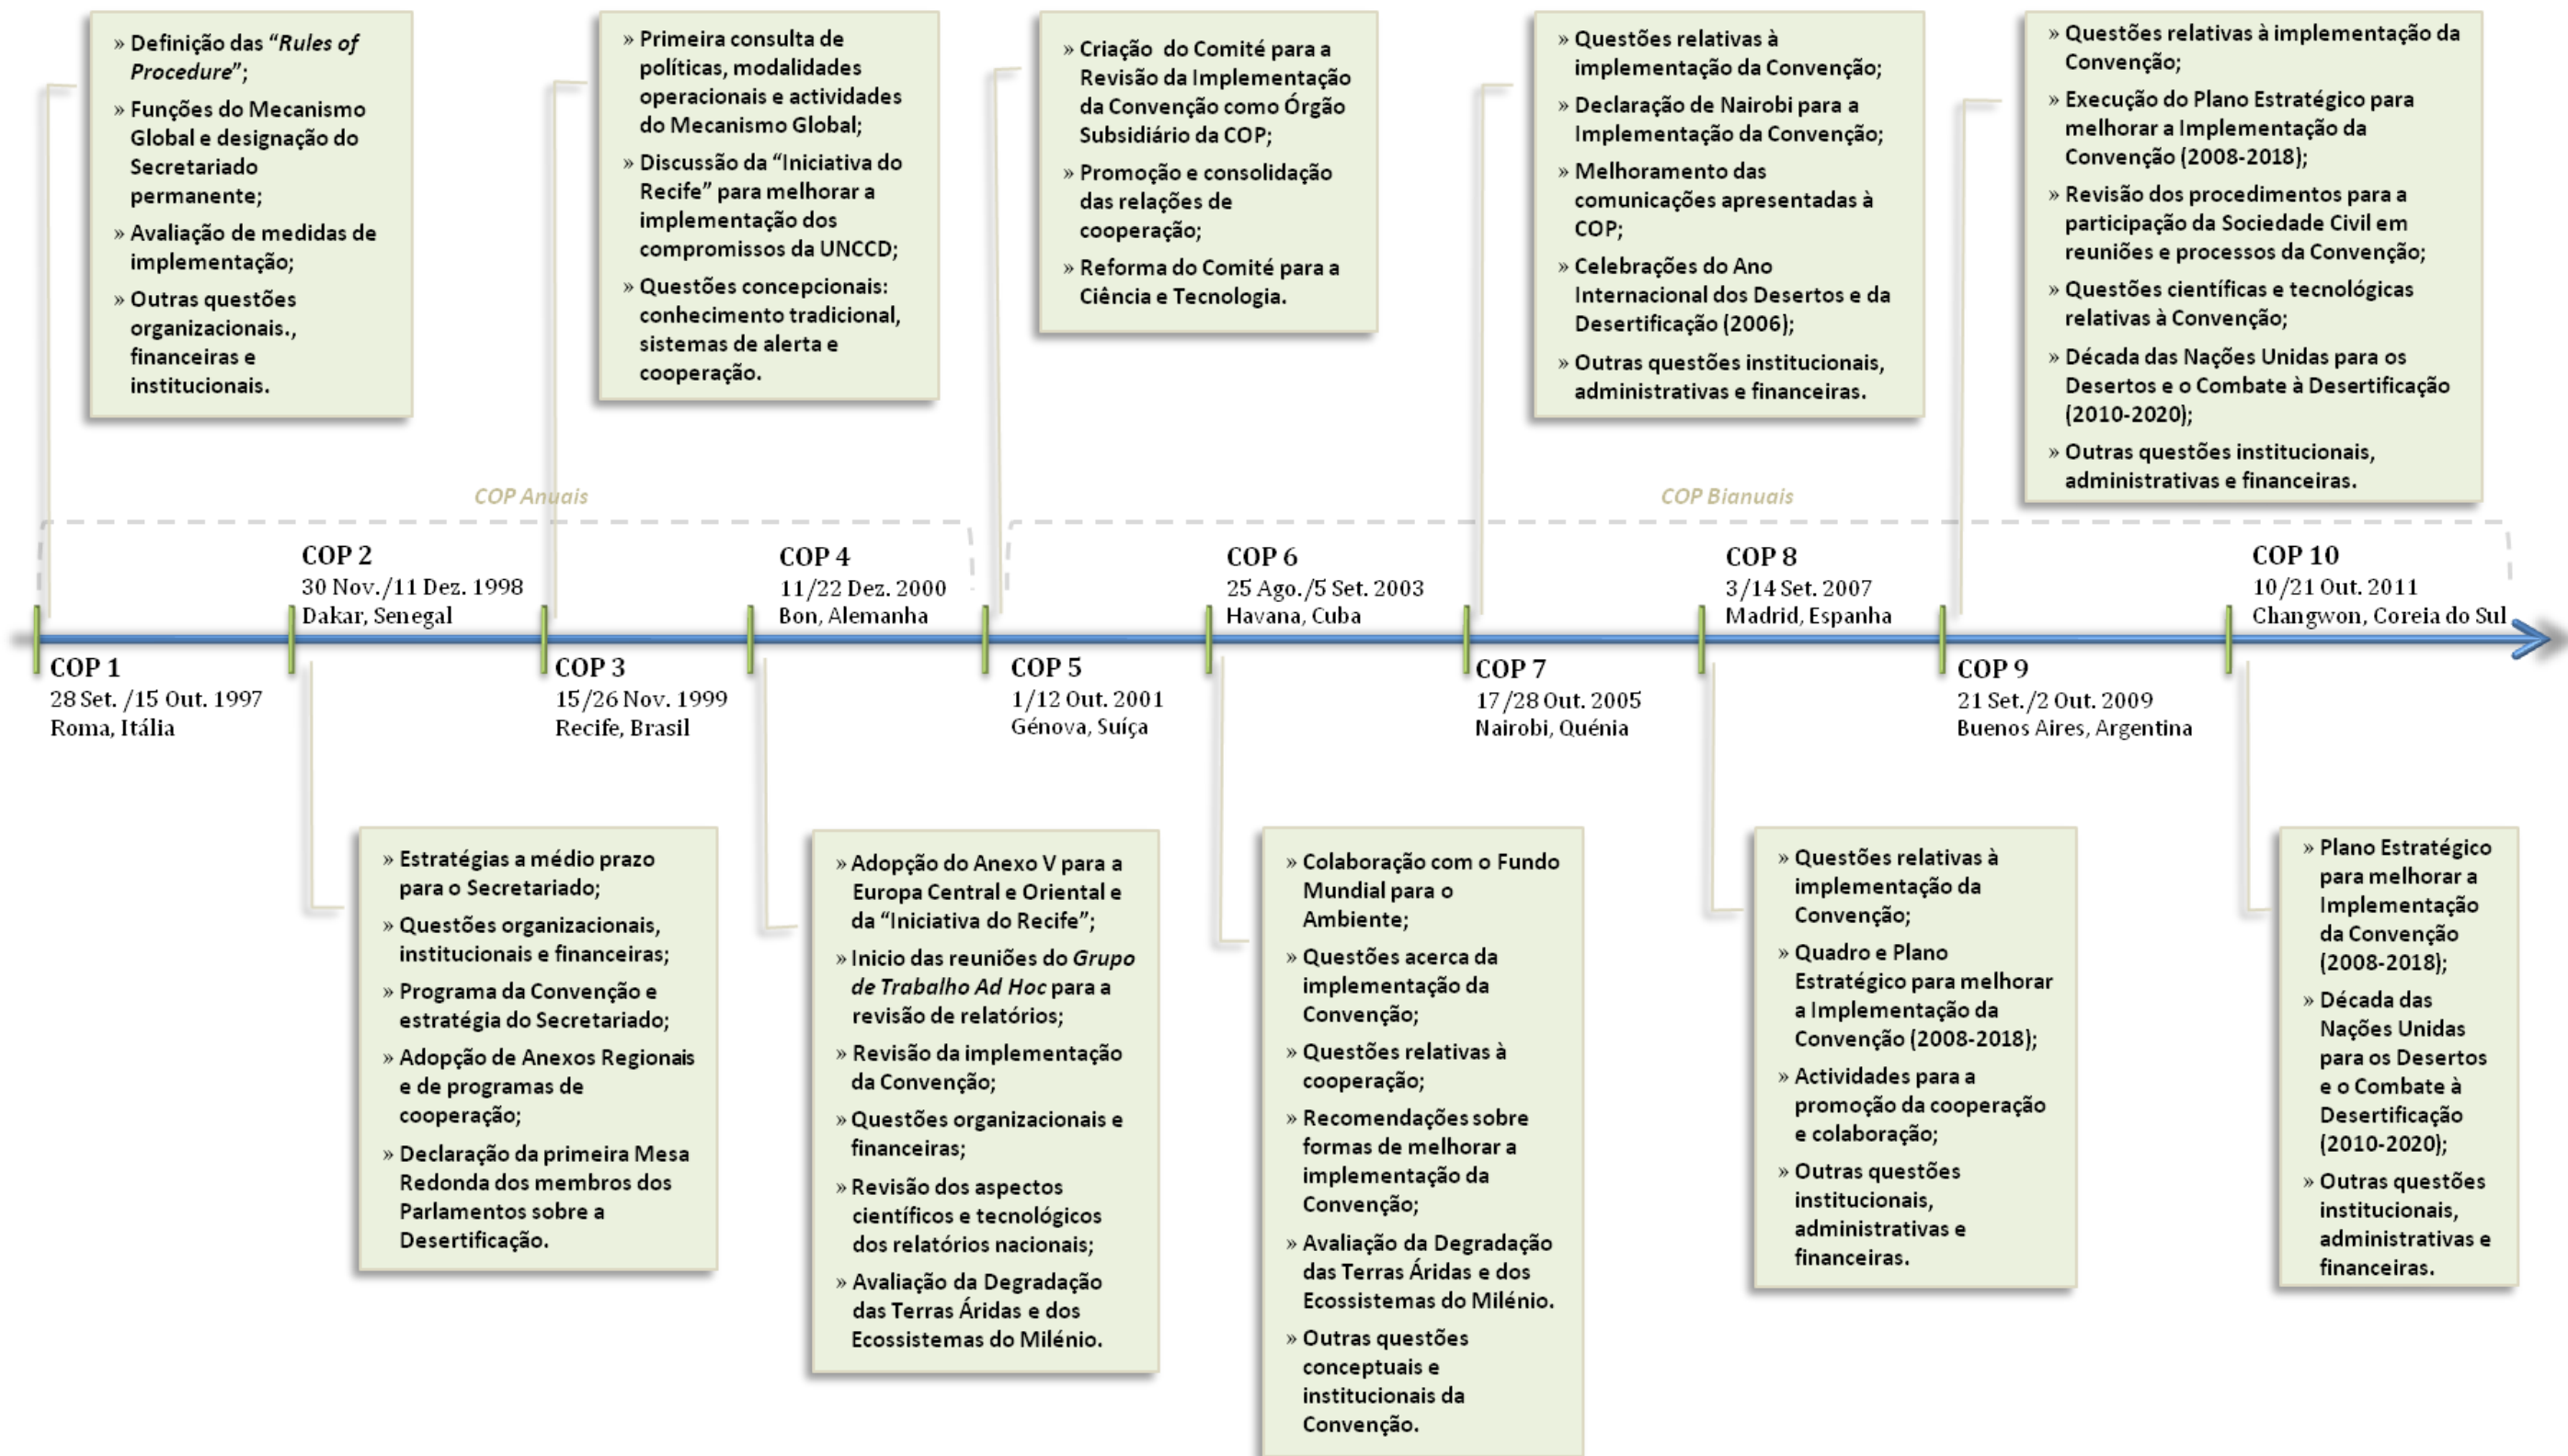 » Definição das “Rules of
Procedure”;
» Funções do Mecanismo
Global e designação do
Secretariado
permanente;
» Avaliação de medidas de
implementação;
» Outras questões
organizacionais.,
financeiras e
institucionais.
» Primeira consulta de
políticas, modalidades
operacionais e actividades
do Mecanismo Global;
» Discussão da “Iniciativa do
Recife” para melhorar a
implementação dos
compromissos da UNCCD;
» Questões concepcionais:
conhecimento tradicional,
sistemas de alerta e
cooperação.
» Criação do Comité para a
Revisão da Implementação
da Convenção como Órgão
Subsidiário da COP;
» Promoção e consolidação
das relações de
cooperação;
» Reforma do Comité para a
Ciência e Tecnologia.
» Questões relativas à
implementação da Convenção;
» Declaração de Nairobi para a
Implementação da Convenção;
» Melhoramento das
comunicações apresentadas à
COP;
» Celebrações do Ano
Internacional dos Desertos e da
Desertificação (2006);
» Outras questões institucionais,
administrativas e financeiras.
» Questões relativas à implementação da
Convenção;
» Execução do Plano Estratégico para
melhorar a Implementação da
Convenção (2008-2018);
» Revisão dos procedimentos para a
participação da Sociedade Civil em
reuniões e processos da Convenção;
» Questões científicas e tecnológicas
relativas à Convenção;
» Década das Nações Unidas para os
Desertos e o Combate à Desertificação
(2010-2020);
» Outras questões institucionais,
administrativas e financeiras.
COP Anuais
COP Bianuais
COP 2
30 Nov./11 Dez. 1998
Dakar, Senegal
COP 4
11/22 Dez. 2000
Bon, Alemanha
COP 6
25 Ago./5 Set. 2003
Havana, Cuba
COP 8
3/14 Set. 2007
Madrid, Espanha
COP 10
10/21 Out. 2011
Changwon, Coreia do Sul
COP 1
28 Set. /15 Out. 1997
Roma, Itália
COP 3
15/26 Nov. 1999
Recife, Brasil
COP 5
1/12 Out. 2001
Génova, Suíça
COP 7
17/28 Out. 2005
Nairobi, Quénia
COP 9
21 Set./2 Out. 2009
Buenos Aires, Argentina
» Estratégias a médio prazo
para o Secretariado;
» Questões organizacionais,
institucionais e financeiras;
» Programa da Convenção e
estratégia do Secretariado;
» Adopção de Anexos Regionais
e de programas de
cooperação;
» Declaração da primeira Mesa
Redonda dos membros dos
Parlamentos sobre a
Desertificação.
» Adopção do Anexo V para a
Europa Central e Oriental e
da “Iniciativa do Recife”;
» Inicio das reuniões do Grupo
de Trabalho Ad Hoc para a
revisão de relatórios;
» Revisão da implementação
da Convenção;
» Questões organizacionais e
financeiras;
» Revisão dos aspectos
científicos e tecnológicos
dos relatórios nacionais;
» Avaliação da Degradação
das Terras Áridas e dos
Ecossistemas do Milénio.
» Colaboração com o Fundo
Mundial para o
Ambiente;
» Questões acerca da
implementação da
Convenção;
» Questões relativas à
cooperação;
» Recomendações sobre
formas de melhorar a
implementação da
Convenção;
» Avaliação da Degradação
das Terras Áridas e dos
Ecossistemas do Milénio.
» Outras questões
conceptuais e
institucionais da
Convenção.
» Questões relativas à
implementação da
Convenção;
» Quadro e Plano
Estratégico para melhorar
a Implementação da
Convenção (2008-2018);
» Actividades para a
promoção da cooperação
e colaboração;
» Outras questões
institucionais,
administrativas e
financeiras.
» Plano Estratégico
para melhorar a
Implementação
da Convenção
(2008-2018);
» Década das
Nações Unidas
para os Desertos
e o Combate à
Desertificação
(2010-2020);
» Outras questões
institucionais,
administrativas e
financeiras.